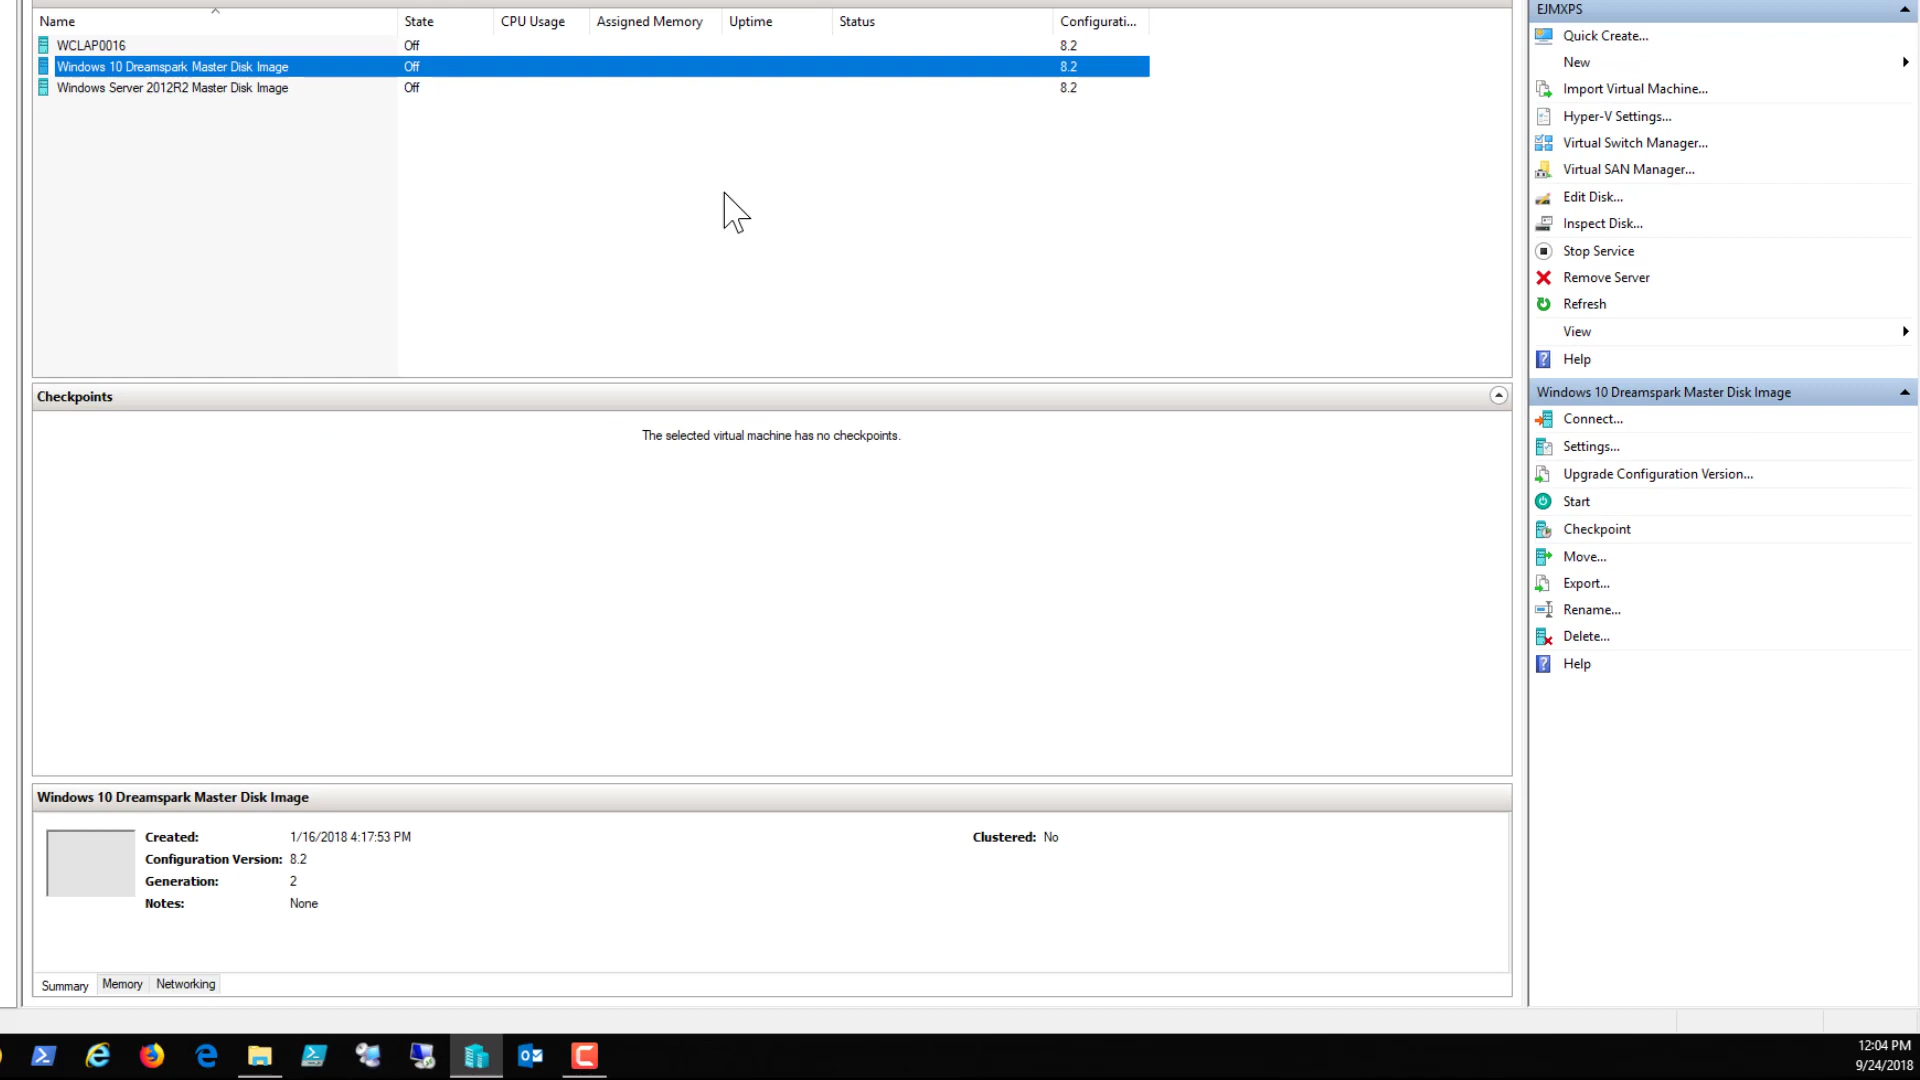 Name State CPU Usage Assigned Memory Uptime Status Configurati...
WCLAP0016 Off 8.2
Windows 10 Dreamspark Master Disk Image Off 8.2
Windows Server 2012R2 Master Disk Image Off 8.2
Checkpoints
The selected virtual machine has no checkpoints.
Windows 10 Dreamspark Master Disk Image
Created: 1/16/2018 4:17:53 PM Clustered: No
Configuration Version: 8.2
Generation: 2
Notes: None
Summary Memory Networking
EJMXPS
Quick Create...
New
Import Virtual Machine...
Hyper-V Settings...
Virtual Switch Manager...
Virtual SAN Manager...
Edit Disk...
Inspect Disk...
Stop Service
Remove Server
Refresh
View
Help
Windows 10 Dreamspark Master Disk Image
Connect...
Settings...
Upgrade Configuration Version...
Start
Checkpoint
Move...
Export...
Rename...
Delete...
Help
12:04 PM
9/24/2018